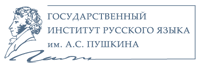 ГОСУДАРСТВЕННЫЙ
ИНСТИТУТ РУССКОГО ЯЗЫКА
им. А.С. ПУШКИНА